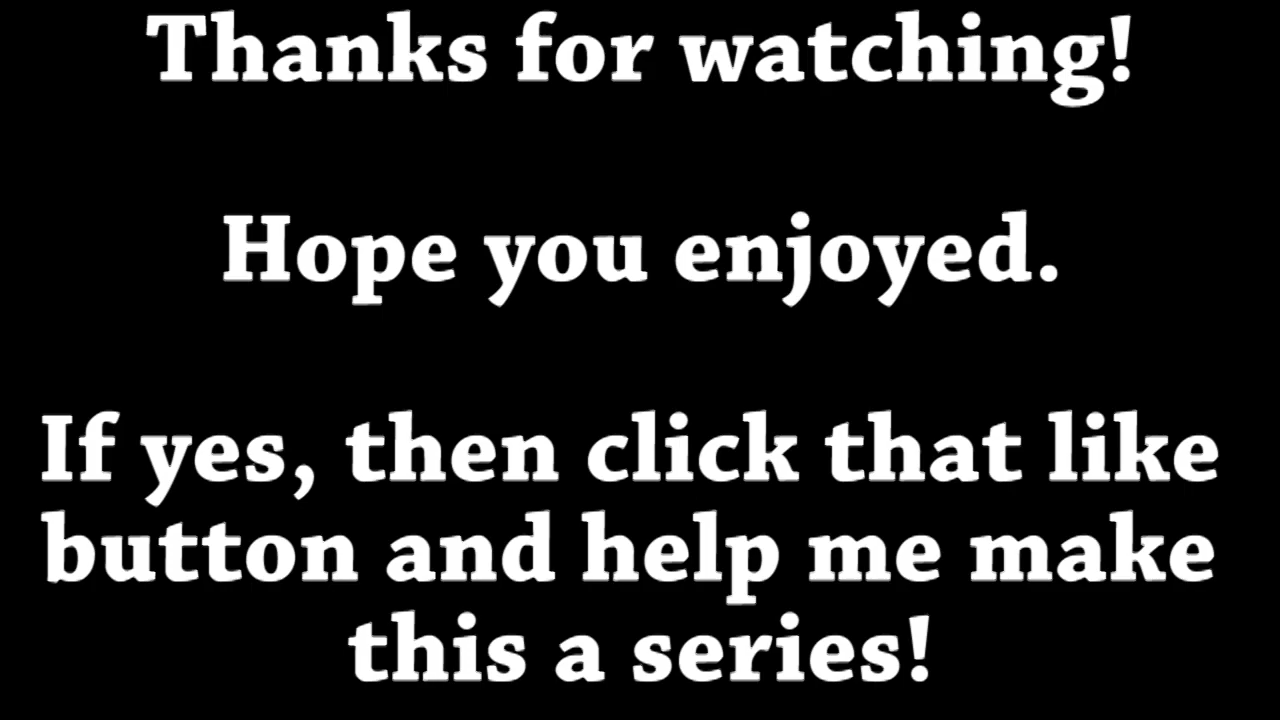 Thanks for watching!
Hope you enjoyed.
If yes, then click that like
button and help me make
this a series!